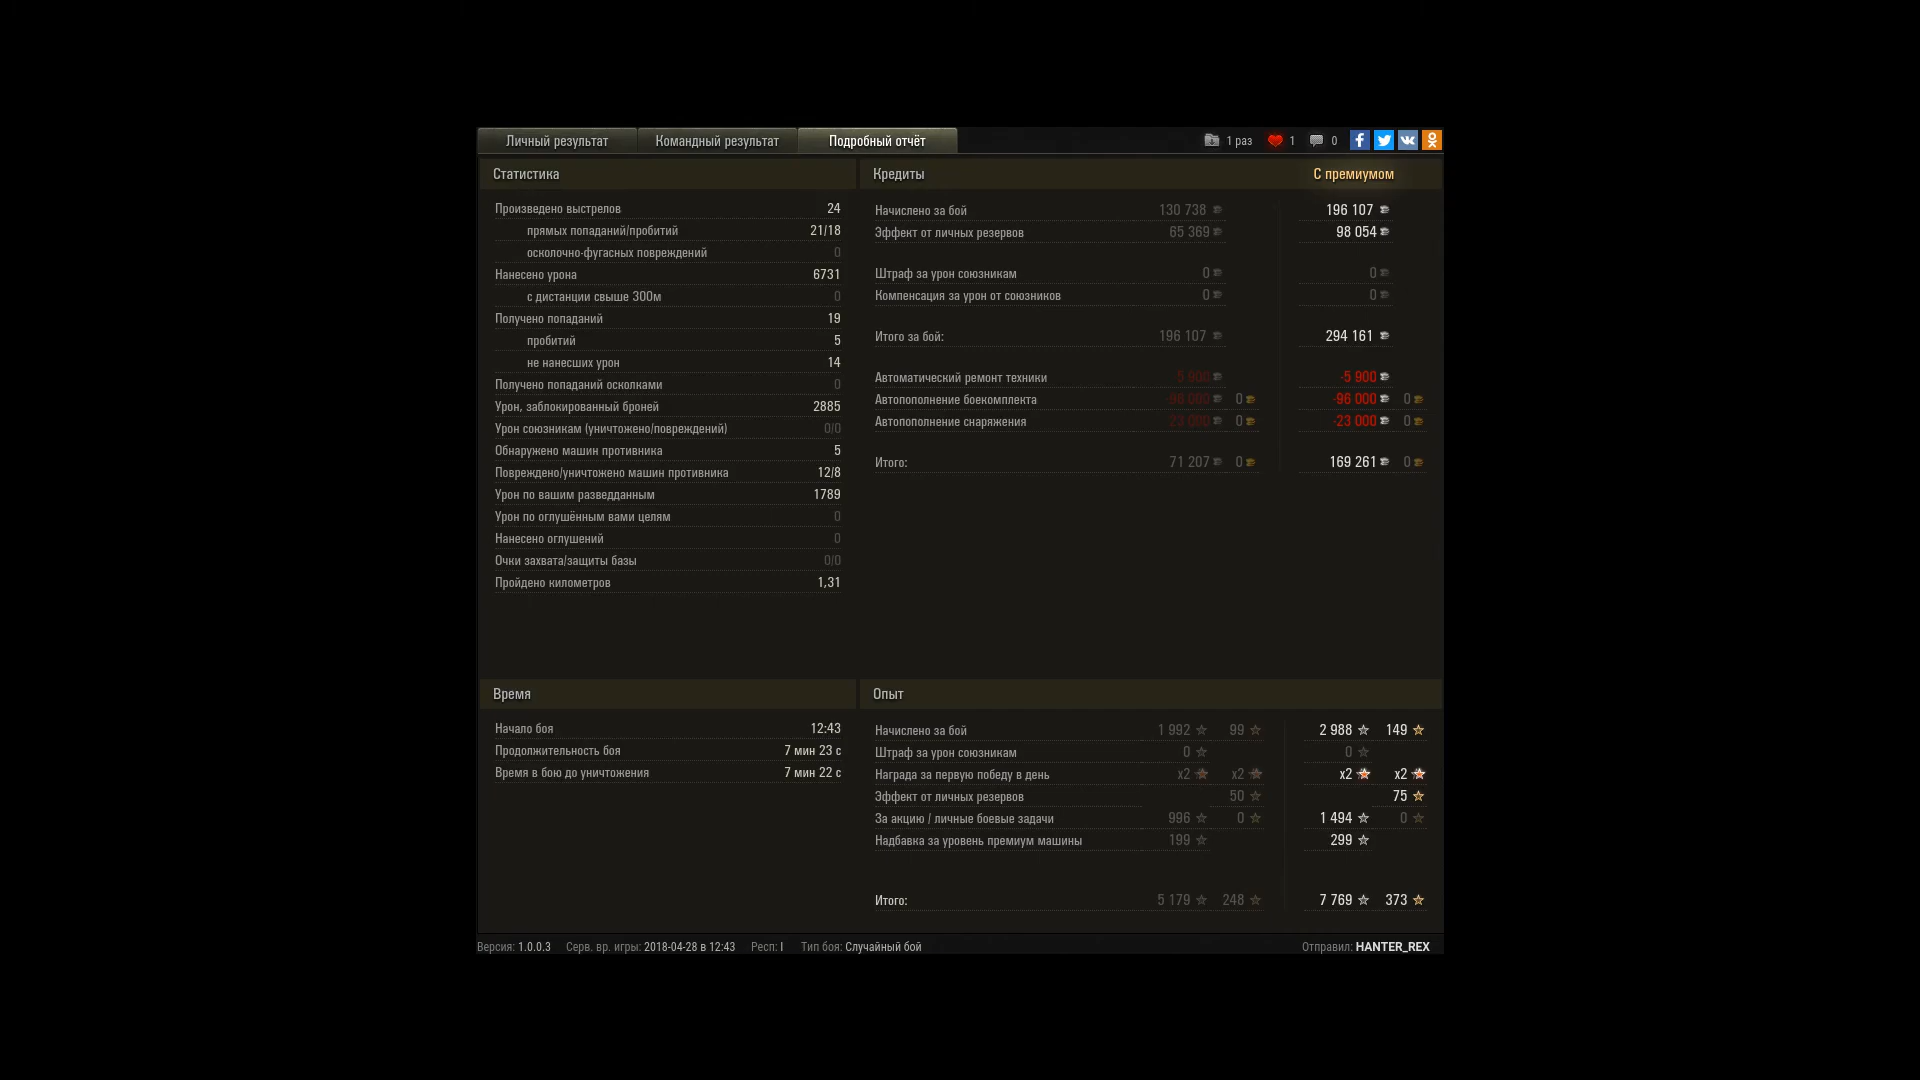 Личный результат Командный результат Подробный отчёт 1 раз 1 0
Статистика
Произведено выстрелов 24
прямых попаданий/пробитий 21/18
осколочно-фугасных повреждений 0
Нанесено урона 6731
с дистанции свыше 300м 0
Получено попаданий 19
пробитий 5
не нанесших урон 14
Получено попаданий осколками 0
Урон, заблокированный броней 2885
Урон союзникам (уничтожено/повреждений) 0/0
Обнаружено машин противника 5
Повреждено/уничтожено машин противника 12/8
Урон по вашим разведданным 1789
Урон по оглушённым вами целям 0
Нанесено оглушений 0
Очки захвата/защиты базы 0/0
Пройдено километров 1,31
Кредиты С премиумом
Начислено за бой 130 738 196 107
Эффект от личных резервов 65 369 98 054
Штраф за урон союзникам 0 0
Компенсация за урон от союзников 0 0
Итого за бой: 196 107 294 161
Автоматический ремонт техники 5 900 -5 900
Автопополнение боекомплекта -96 000 0 -96 000 0
Автопополнение снаряжения 23 000 0 -23 000 0
Итого: 71 207 0 169 261 0
Время
Начало боя 12:43
Продолжительность боя 7 мин 23 с
Время в бою до уничтожения 7 мин 22 с
Опыт
Начислено за бой 1 992 99 2 988 149
Штраф за урон союзникам 0 0
Награда за первую победу в день x2 x2 x2 x2
Эффект от личных резервов 50 75
За акцию / личные боевые задачи 996 0 1 494 0
Надбавка за уровень премиум машины 199 299
Итого: 5 179 248 7 769 373
Версия: 1.0.0.3 Серв. вр. игры: 2018-04-28 в 12:43 Респ: I Тип боя: Случайный бой Отправил: HANTER_REX